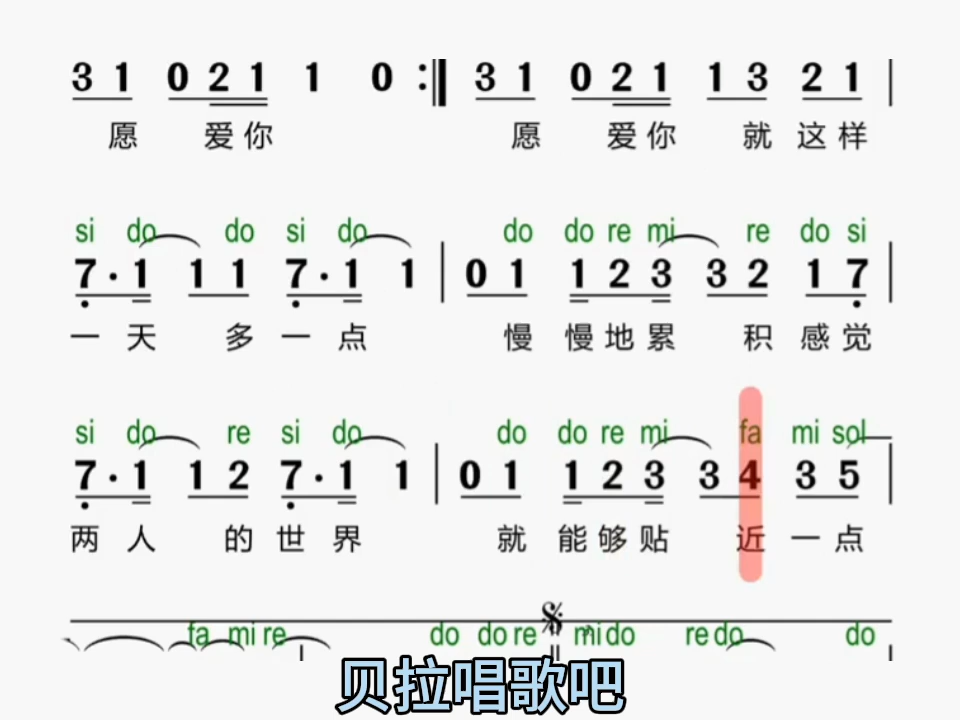 3 1 0 2 1 1 0 :‖ 3 1 0 2 1 1 3 2 1 |
愿 爱 你 愿 爱 你 就 这 样
si do do si do do do re mi re do si
7 · 1 1 1 7 · 1 1 | 0 1 1 2 3 3 2 1 7 |
一 天 多 一 点 慢 慢 地 累 积 感 觉
si do re si do do do re mi fa mi sol
7 · 1 1 2 7 · 1 1 | 0 1 1 2 3 3 4 3 5 |
两 人 的 世 界 就 能 够 贴 近 一 点
fa mi re do do re mi do re do do
贝拉唱歌吧